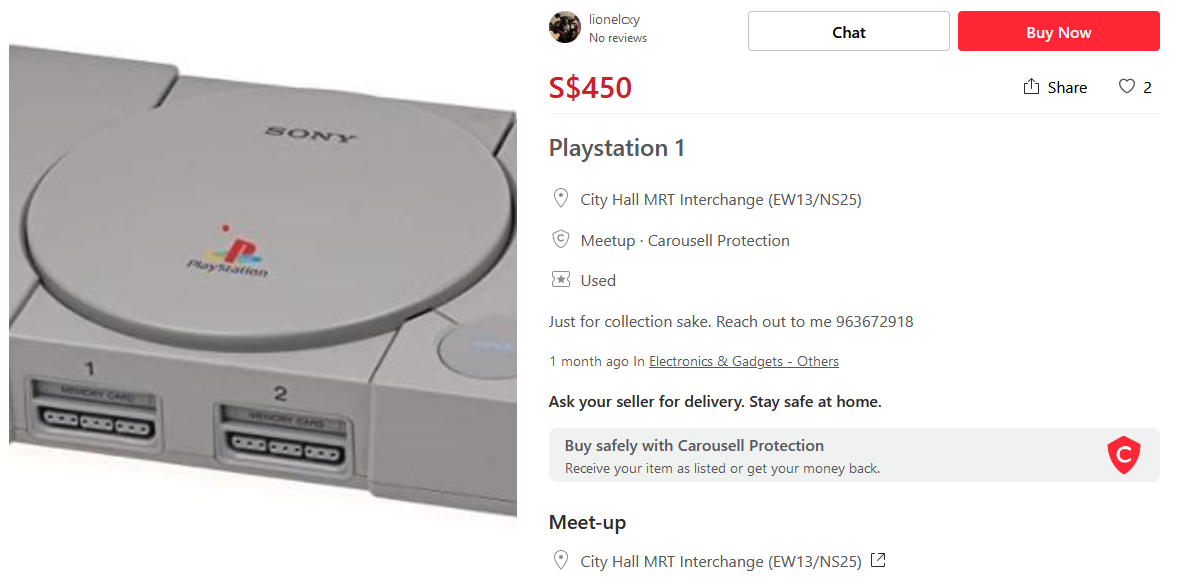 SONY
PlayStation
1
MEMORY CARD
2
MEMORY CARD
lionelcxy
No reviews
Chat
Buy Now
S$450
Share
2
Playstation 1
City Hall MRT Interchange (EW13/NS25)
Meetup · Carousell Protection
Used
Just for collection sake. Reach out to me 963672918
1 month ago In Electronics & Gadgets - Others
Ask your seller for delivery. Stay safe at home.
Buy safely with Carousell Protection
Receive your item as listed or get your money back.
Meet-up
City Hall MRT Interchange (EW13/NS25)